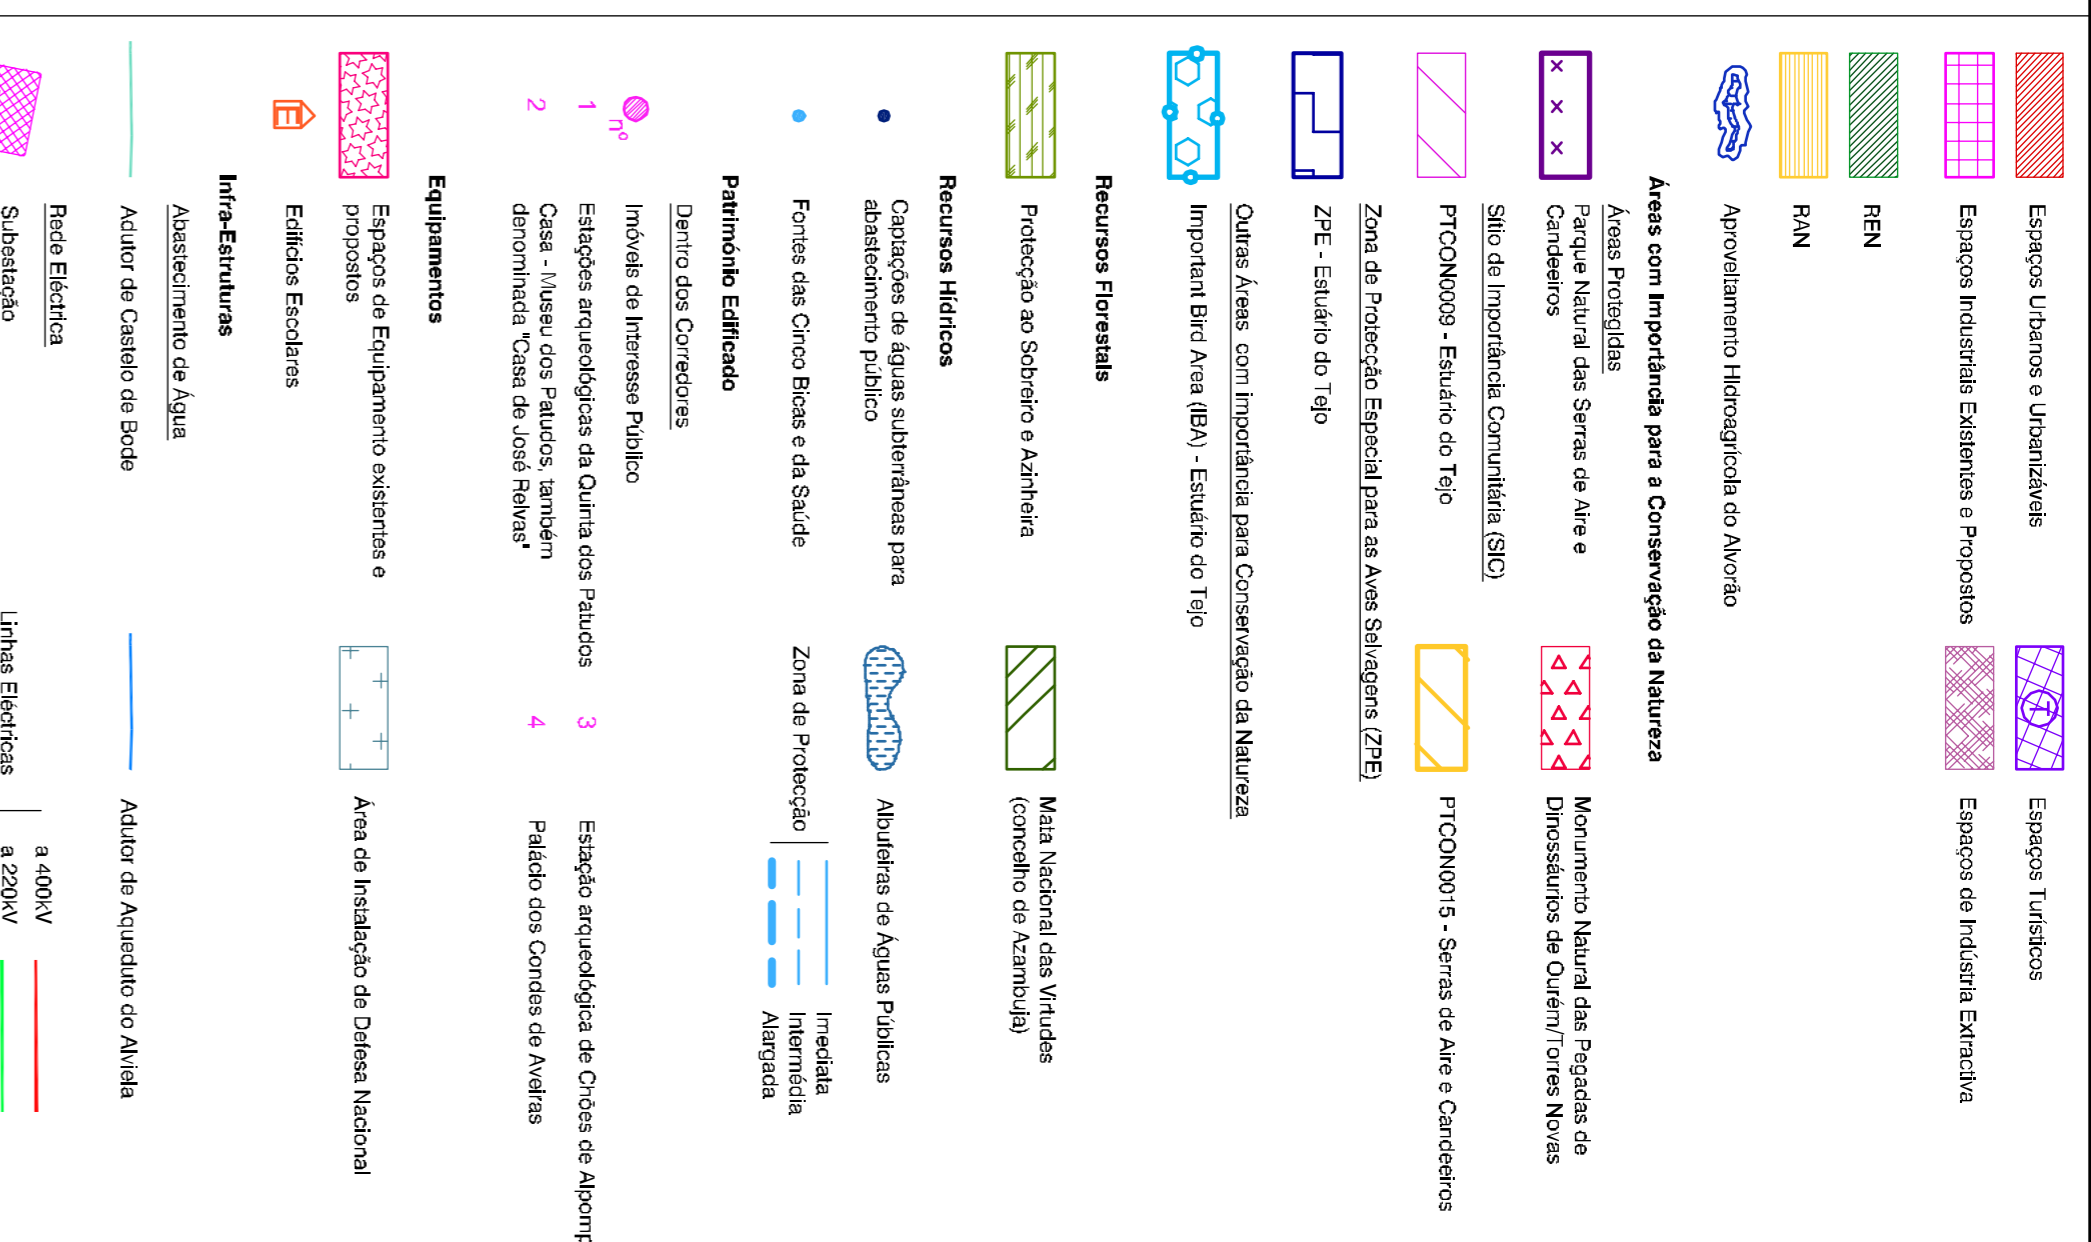 Espaços Urbanos e Urbanizáveis
Espaços Turísticos
T
Espaços Industriais Existentes e Propostos
Espaços de Indústria Extractiva
REN
RAN
Aproveitamento Hidroagrícola do Alvorão
Áreas com Importância para a Conservação da Natureza
Áreas Protegidas
Parque Natural das Serras de Aire e
Candeeiros
Monumento Natural das Pegadas de
Dinossáurios de Ourém/Torres Novas
Sítio de Importância Comunitária (SIC)
PTCON0009 - Estuário do Tejo
PTCON0015 - Serras de Aire e Candeeiros
Zona de Protecção Especial para as Aves Selvagens (ZPE)
ZPE - Estuário do Tejo
Outras Áreas com importância para Conservação da Natureza
Important Bird Area (IBA) - Estuário do Tejo
Recursos Florestais
Protecção ao Sobreiro e Azinheira
Mata Nacional das Virtudes
(concelho de Azambuja)
Recursos Hídricos
Captações de águas subterrâneas para
abastecimento público
Albufeiras de Águas Públicas
Fontes das Cinco Bicas e da Saúde
Zona de Protecção
Imediata
Intermédia
Alargada
Património Edificado
Dentro dos Corredores
nº
Imóveis de Interesse Público
1 Estações arqueológicas da Quinta dos Patudos
3 Estação arqueológica de Chões de Alpomp
2 Casa - Museu dos Patudos, também
denominada "Casa de José Relvas"
4 Palácio dos Condes de Aveiras
Equipamentos
Espaços de Equipamento existentes e
propostos
Área de Instalação de Defesa Nacional
E
Edifícios Escolares
Infra-Estruturas
Abastecimento de Água
Adutor de Castelo de Bode
Adutor de Aqueduto do Alviela
Rede Eléctrica
Subestação
Linhas Eléctricas
a 400kV
a 220kV